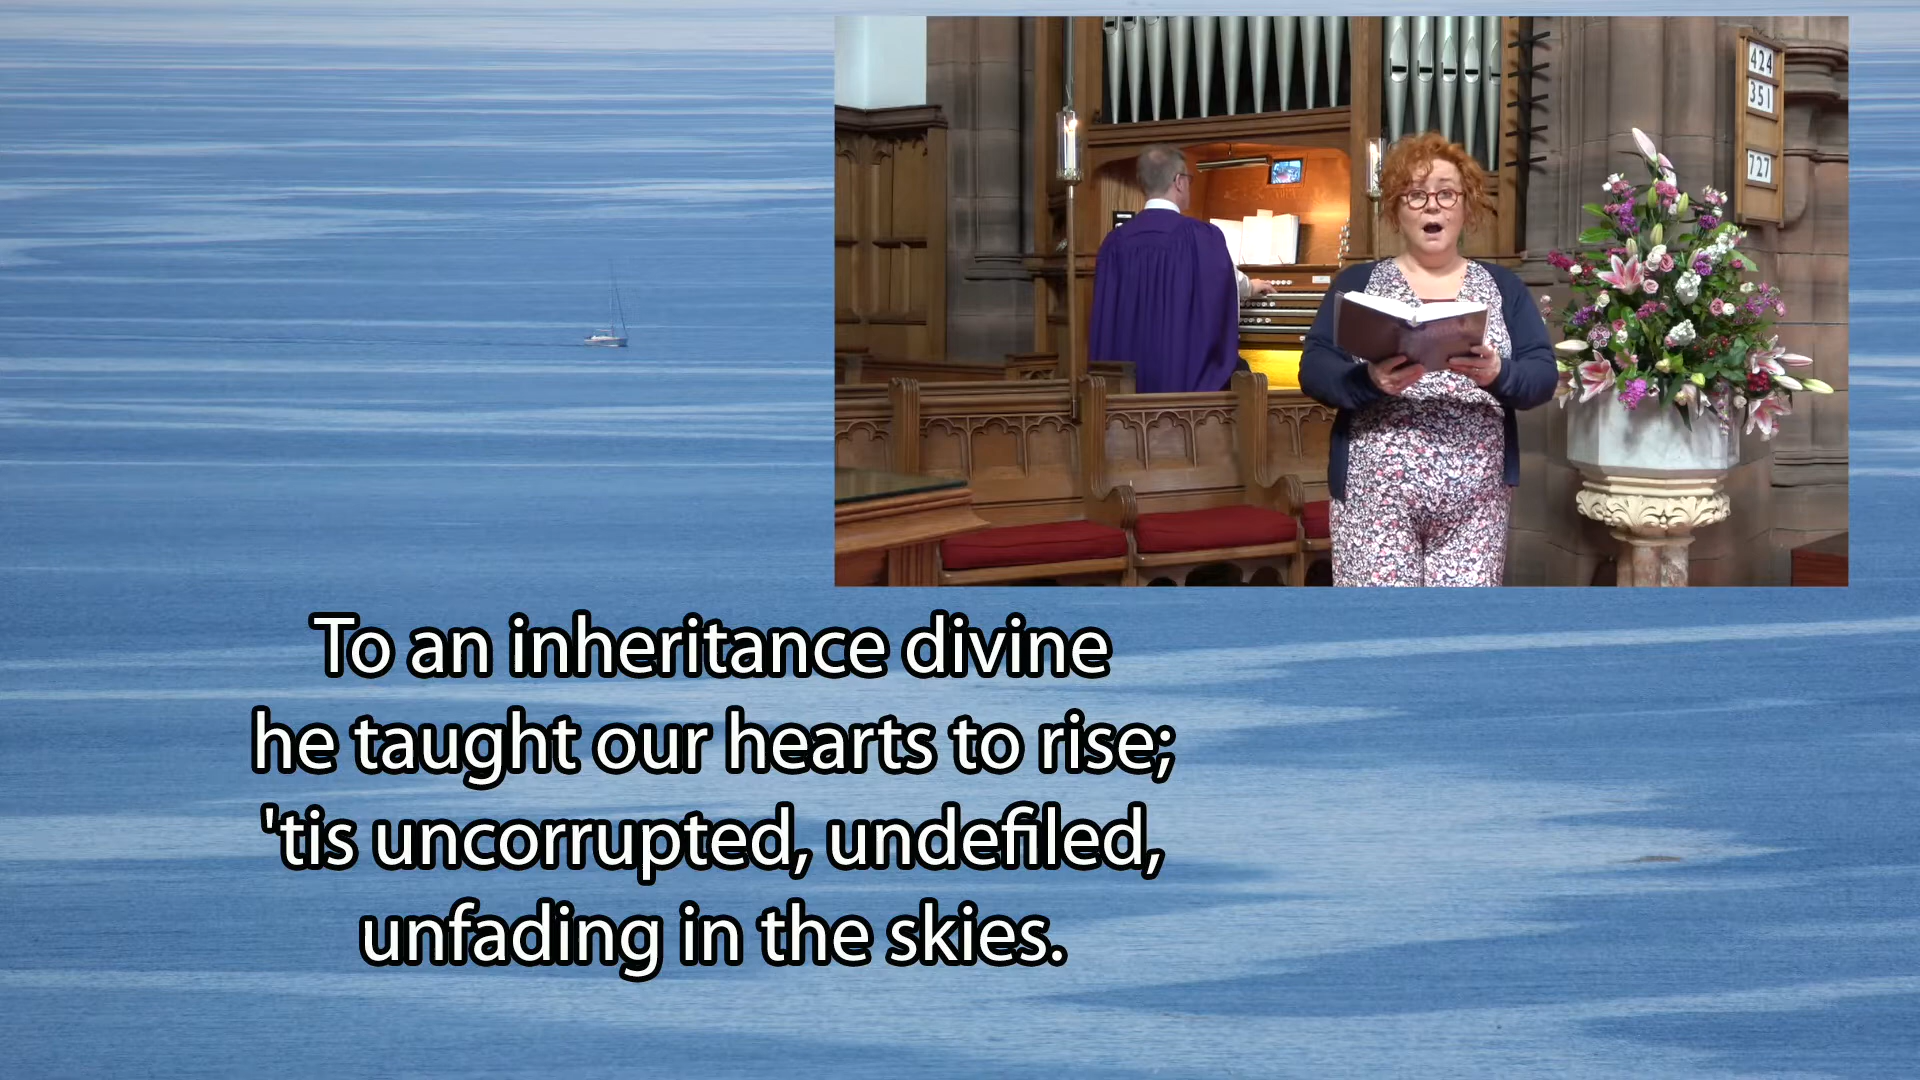 424
351
727
To an inheritance divine
he taught our hearts to rise;
'tis uncorrupted, undefiled,
unfading in the skies.